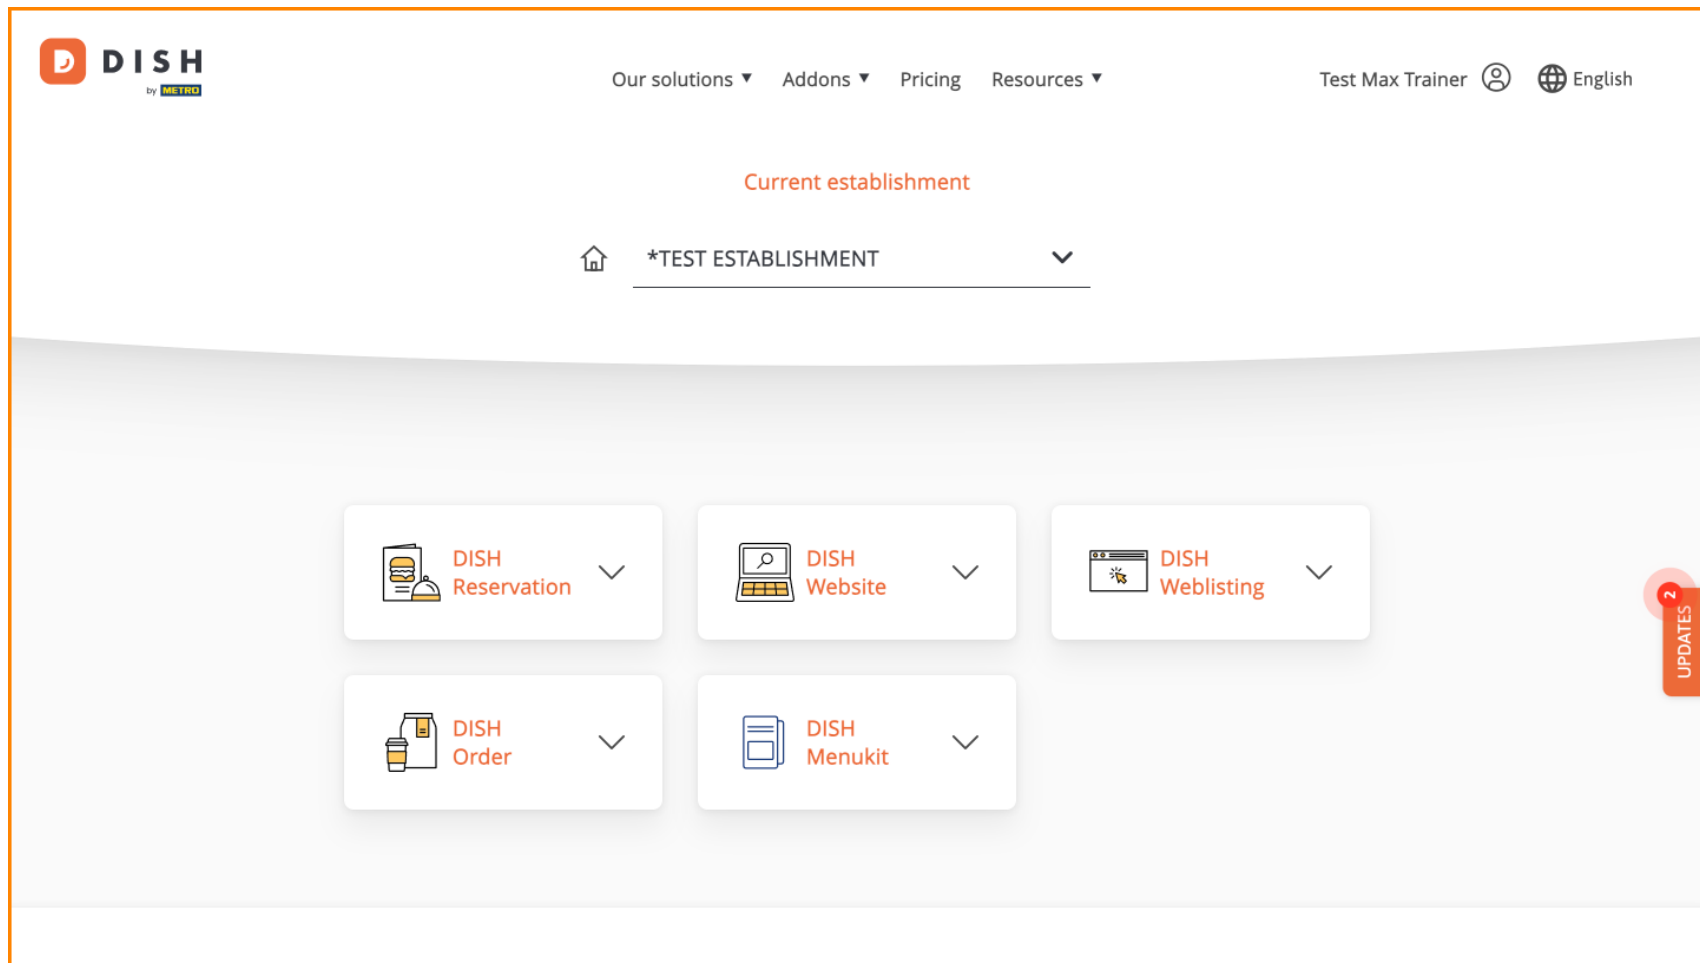 DISH
by METRO
Our solutions ▼ Addons ▼ Pricing Resources ▼ Test Max Trainer English
Current establishment
*TEST ESTABLISHMENT
DISH
Reservation
DISH
Website
DISH
Weblisting
2
UPDATES
DISH
Order
DISH
Menukit